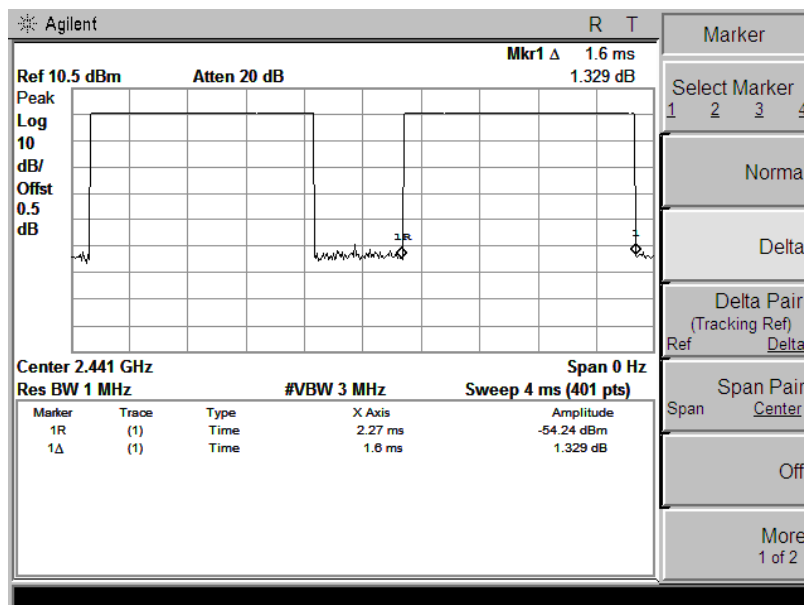 Agilent
R T
Marker
Mkr1 Δ 1.6 ms
Ref 10.5 dBm Atten 20 dB 1.329 dB
Peak
Log
10
dB/
Offst
0.5
dB
1R
1
Center 2.441 GHz Span 0 Hz
Res BW 1 MHz #VBW 3 MHz Sweep 4 ms (401 pts)
Marker Trace Type X Axis Amplitude
1R (1) Time 2.27 ms -54.24 dBm
1Δ (1) Time 1.6 ms 1.329 dB
Select Marker
1 2 3 4
Norma
Delta
Delta Pair
(Tracking Ref)
Ref Delta
Span Pair
Span Center
Off
More
1 of 2